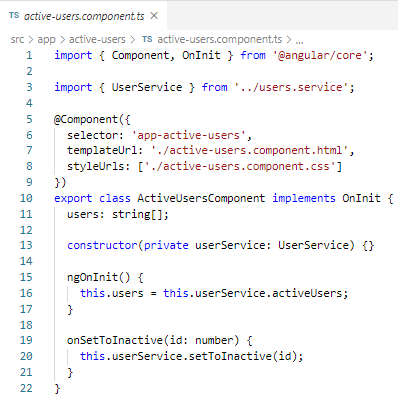 TS active-users.component.ts ×
src > app > active-users > TS active-users.component.ts > ...
1 import { Component, OnInit } from '@angular/core';
2
3 import { UserService } from '../users.service';
4
5 @Component({
6   selector: 'app-active-users',
7   templateUrl: './active-users.component.html',
8   styleUrls: ['./active-users.component.css']
9 })
10 export class ActiveUsersComponent implements OnInit {
11   users: string[];
12
13   constructor(private userService: UserService) {}
14
15   ngOnInit() {
16     this.users = this.userService.activeUsers;
17   }
18
19   onSetToInactive(id: number) {
20     this.userService.setToInactive(id);
21   }
22 }